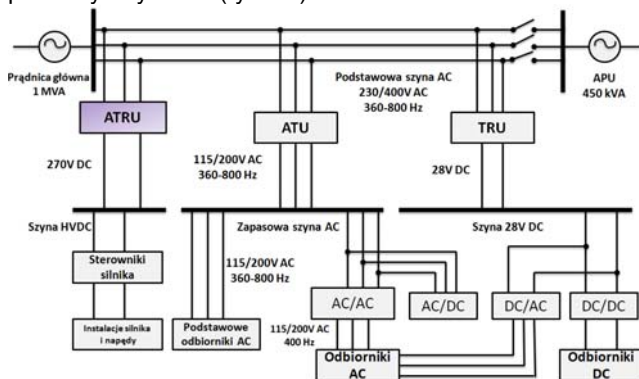 Prądnica główna
1 MVA
Podstawowa szyna AC
230/400V AC
360-800 Hz
APU
450 kVA
ATRU
ATU
TRU
270V DC
115/200V AC
360-800 Hz
28V DC
Szyna HVDC
Zapasowa szyna AC
Szyna 28V DC
Sterowniki
silnika
115/200V AC
360-800 Hz
AC/AC
AC/DC
DC/AC
DC/DC
Instalacje silnika
i napędy
Podstawowe
odbiorniki AC
115/200V AC
400 Hz
Odbiorniki
AC
Odbiorniki
DC